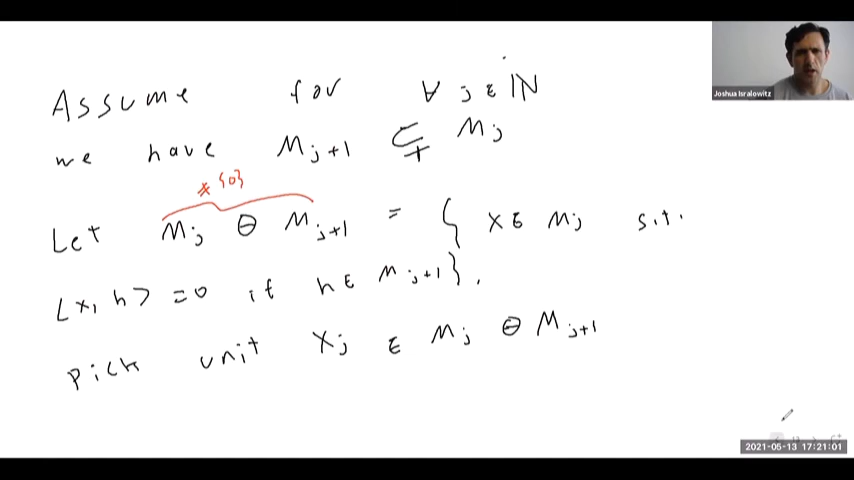 Joshua Isralowitz
Assume for ∀ j ε ℕ
we have M_{j+1} ⊊ M_j
≠ {0}
Let M_j ⊖ M_{j+1} = { x ε M_j s.t.
⟨x, h⟩ = 0 if h ε M_{j+1} }.
Pick unit x_j ε M_j ⊖ M_{j+1}
2021-05-13 17:21:01